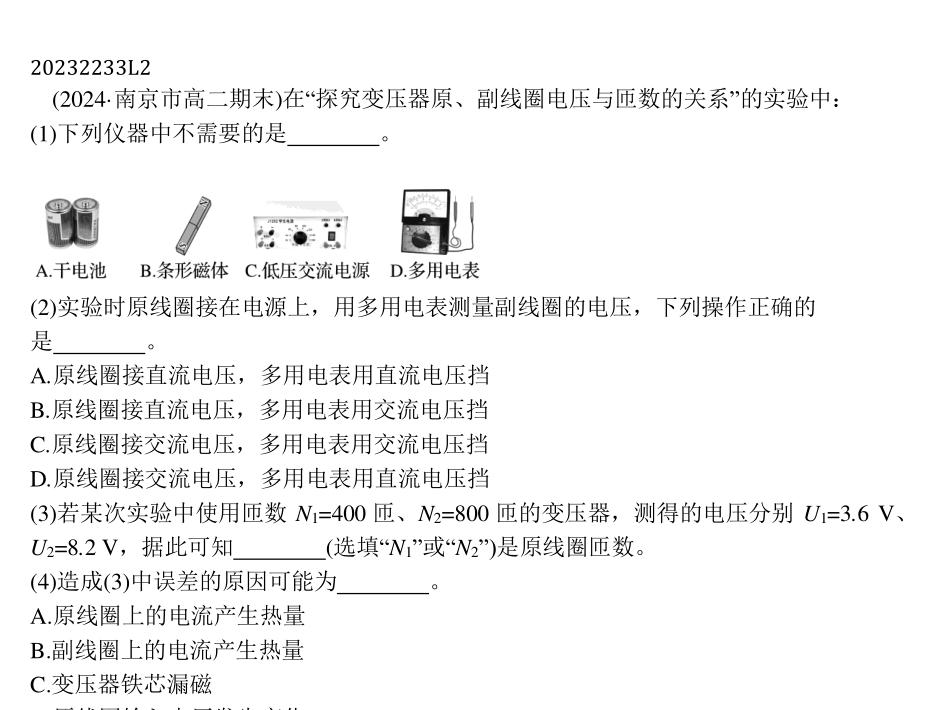 20232233L2
(2024·南京市高二期末)在“探究变压器原、副线圈电压与匝数的关系”的实验中：
(1)下列仪器中不需要的是________。
A.干电池 B.条形磁体 C.低压交流电源 D.多用电表
(2)实验时原线圈接在电源上，用多用电表测量副线圈的电压，下列操作正确的
是________。
A.原线圈接直流电压，多用电表用直流电压挡
B.原线圈接直流电压，多用电表用交流电压挡
C.原线圈接交流电压，多用电表用交流电压挡
D.原线圈接交流电压，多用电表用直流电压挡
(3)若某次实验中使用匝数 N1=400 匝、N2=800 匝的变压器，测得的电压分别 U1=3.6 V、
U2=8.2 V，据此可知________(选填“N1”或“N2”)是原线圈匝数。
(4)造成(3)中误差的原因可能为________。
A.原线圈上的电流产生热量
B.副线圈上的电流产生热量
C.变压器铁芯漏磁